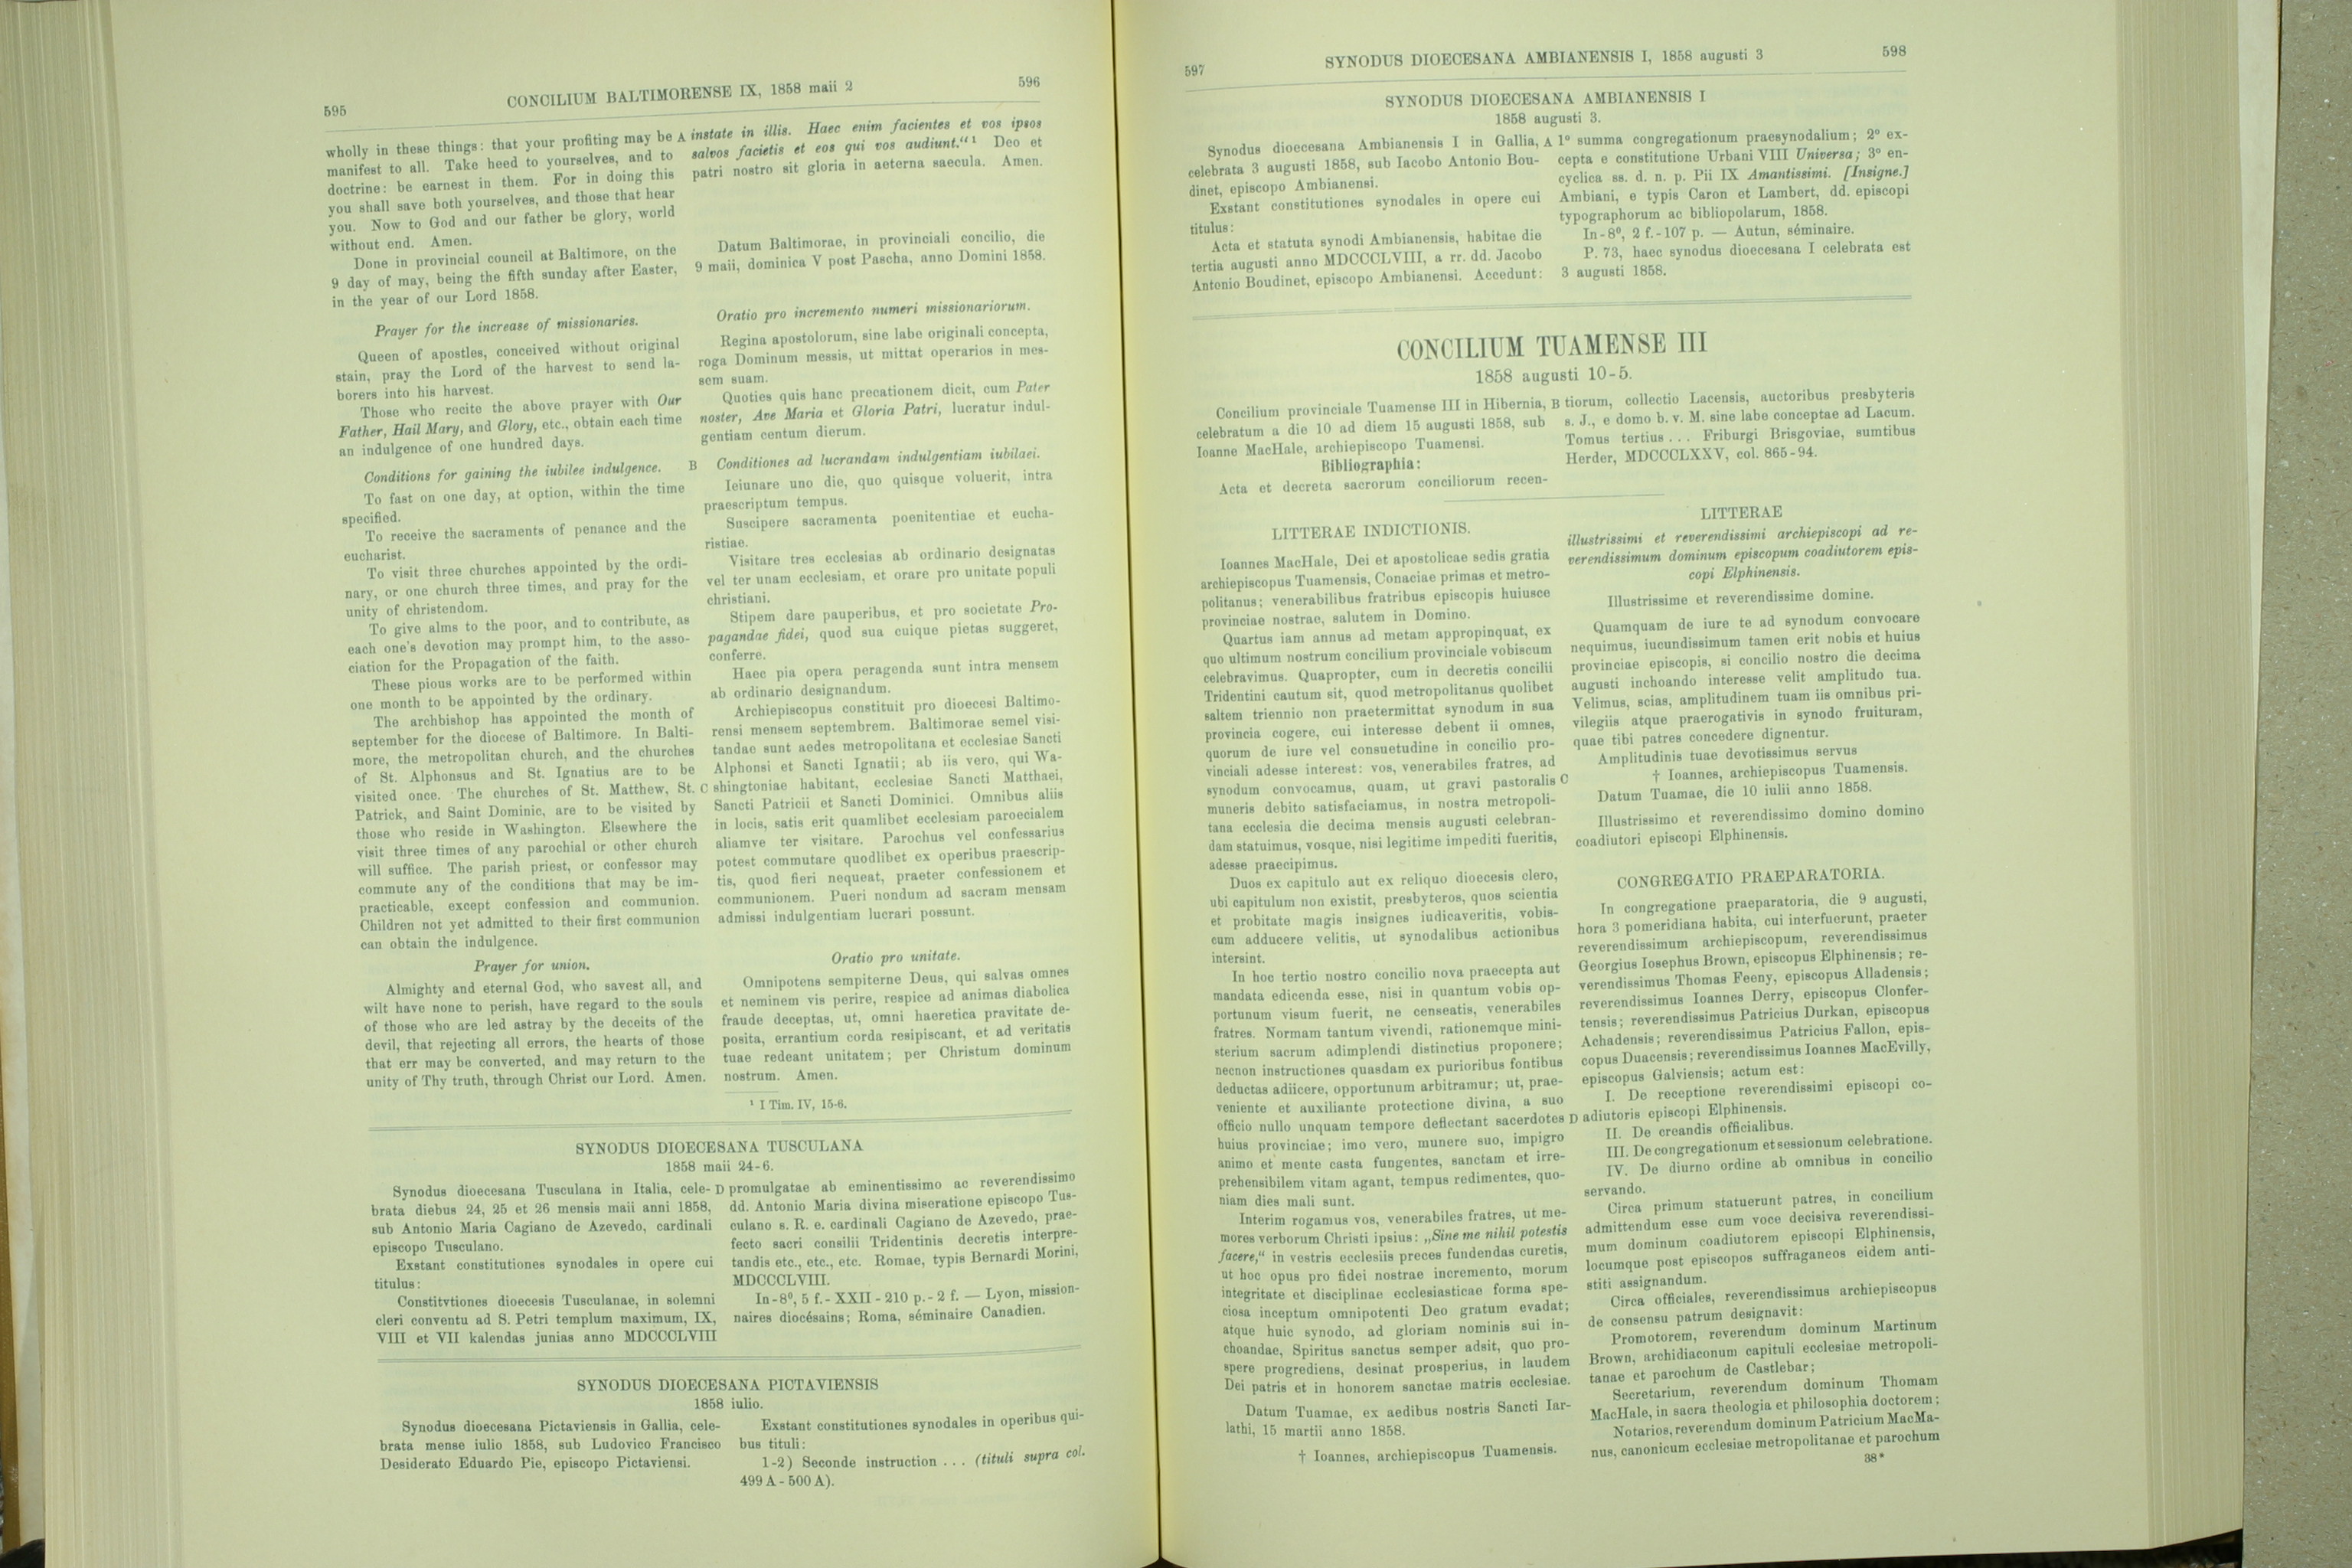 595
CONCILIUM BALTIMORENSE IX, 1858 maii 2
596
wholly in these things: that your profiting may be
manifest to all. Take heed to yourselves, and to
doctrine: be earnest in them. For in doing this
you shall save both yourselves, and those that hear
you. Now to God and our father be glory, world
without end. Amen.
Done in provincial council at Baltimore, on the
9 day of may, being the fifth sunday after Easter,
in the year of our Lord 1858.
Prayer for the increase of missionaries.
Queen of apostles, conceived without original
stain, pray the Lord of the harvest to send la-
borers into his harvest.
Those who recite the above prayer with Our
Father, Hail Mary, and Glory, etc., obtain each time
an indulgence of one hundred days.
Conditions for gaining the iubilee indulgence.
To fast on one day, at option, within the time
specified.
To receive the sacraments of penance and the
eucharist.
To visit three churches appointed by the ordi-
nary, or one church three times, and pray for the
unity of christendom.
To give alms to the poor, and to contribute, as
each one's devotion may prompt him, to the asso-
ciation for the Propagation of the faith.
These pious works are to be performed within
one month to be appointed by the ordinary.
The archbishop has appointed the month of
september for the diocese of Baltimore. In Balti-
more, the metropolitan church, and the churches
of St. Alphonsus and St. Ignatius are to be
visited once. The churches of St. Matthew, St.
Patrick, and Saint Dominic, are to be visited by
those who reside in Washington. Elsewhere the
visit three times of any parochial or other church
will suffice. The parish priest, or confessor may
commute any of the conditions that may be im-
practicable, except confession and communion.
Children not yet admitted to their first communion
can obtain the indulgence.
Prayer for union.
Almighty and eternal God, who savest all, and
wilt have none to perish, have regard to the souls
of those who are led astray by the deceits of the
devil, that rejecting all errors, the hearts of those
that err may be converted, and may return to the
unity of Thy truth, through Christ our Lord. Amen.
A
B
C
instate in illis. Haec enim facientes et vos ipsos
salvos facietis et eos qui vos audiunt.“¹ Deo et
patri nostro sit gloria in aeterna saecula. Amen.
Datum Baltimorae, in provinciali concilio, die
9 maii, dominica V post Pascha, anno Domini 1858.
Oratio pro incremento numeri missionariorum.
Regina apostolorum, sine labe originali concepta,
roga Dominum messis, ut mittat operarios in mes-
sem suam.
Quoties quis hanc precationem dicit, cum Pater
noster, Ave Maria et Gloria Patri, lucratur indul-
gentiam centum dierum.
Conditiones ad lucrandam indulgentiam iubilaei.
Ieiunare uno die, quo quisque voluerit, intra
praescriptum tempus.
Suscipere sacramenta poenitentiae et eucha-
ristiae.
Visitare tres ecclesias ab ordinario designatas
vel ter unam ecclesiam, et orare pro unitate populi
christiani.
Stipem dare pauperibus, et pro societate Pro-
pagandae fidei, quod sua cuique pietas suggeret,
conferre.
Haec pia opera peragenda sunt intra mensem
ab ordinario designandum.
Archiepiscopus constituit pro dioecesi Baltimo-
rensi mensem septembrem. Baltimorae semel visi-
tandae sunt aedes metropolitana et ecclesiae Sancti
Alphonsi et Sancti Ignatii; ab iis vero, qui Wa-
shingtoniae habitant, ecclesiae Sancti Matthaei,
Sancti Patricii et Sancti Dominici. Omnibus aliis
in locis, satis erit quamlibet ecclesiam paroecialem
aliamve ter visitare. Parochus vel confessarius
potest commutare quodlibet ex operibus praescrip-
tis, quod fieri nequeat, praeter confessionem et
communionem. Pueri nondum ad sacram mensam
admissi indulgentiam lucrari possunt.
Oratio pro unitate.
Omnipotens sempiterne Deus, qui salvas omnes
et neminem vis perire, respice ad animas diabolica
fraude deceptas, ut, omni haeretica pravitate de-
posita, errantium corda resipiscant, et ad veritatis
tuae redeant unitatem; per Christum dominum
nostrum. Amen.
¹ I Tim. IV, 15-6.
SYNODUS DIOECESANA TUSCULANA
1858 maii 24-6.
Synodus dioecesana Tusculana in Italia, cele-
brata diebus 24, 25 et 26 mensis maii anni 1858,
sub Antonio Maria Cagiano de Azevedo, cardinali
episcopo Tusculano.
Exstant constitutiones synodales in opere cui
titulus:
Constitvtiones dioecesis Tusculanae, in solemni
cleri conventu ad S. Petri templum maximum, IX,
VIII et VII kalendas junias anno MDCCCLVIII
D
promulgatae ab eminentissimo ac reverendissimo
dd. Antonio Maria divina miseratione episcopo Tus-
culano s. R. e. cardinali Cagiano de Azevedo, prae-
fecto sacri consilii Tridentinis decretis interpre-
tandis etc., etc., etc. Romae, typis Bernardi Morini,
MDCCCLVIII.
In-8⁰, 5 f.-XXII-210 p.-2 f. — Lyon, mission-
naires diocésains; Roma, séminaire Canadien.
SYNODUS DIOECESANA PICTAVIENSIS
1858 iulio.
Synodus dioecesana Pictaviensis in Gallia, cele-
brata mense iulio 1858, sub Ludovico Francisco
Desiderato Eduardo Pie, episcopo Pictaviensi.
Exstant constitutiones synodales in operibus qui-
bus tituli:
1-2) Seconde instruction . . . (tituli supra col.
499 A - 500 A).
597
SYNODUS DIOECESANA AMBIANENSIS I, 1858 augusti 3
598
SYNODUS DIOECESANA AMBIANENSIS I
1858 augusti 3.
Synodus dioecesana Ambianensis I in Gallia,
celebrata 3 augusti 1858, sub Iacobo Antonio Bou-
dinet, episcopo Ambianensi.
Exstant constitutiones synodales in opere cui
titulus:
Acta et statuta synodi Ambianensis, habitae die
tertia augusti anno MDCCCLVIII, a rr. dd. Jacobo
Antonio Boudinet, episcopo Ambianensi. Accedunt:
A
1º summa congregationum praesynodalium; 2º ex-
cepta e constitutione Urbani VIII Universa; 3º en-
cyclica ss. d. n. p. Pii IX Amantissimi. [Insigne.]
Ambiani, e typis Caron et Lambert, dd. episcopi
typographorum ac bibliopolarum, 1858.
In-8⁰, 2 f.-107 p. — Autun, séminaire.
P. 73, haec synodus dioecesana I celebrata est
3 augusti 1858.
CONCILIUM TUAMENSE III
1858 augusti 10-5.
Concilium provinciale Tuamense III in Hibernia,
celebratum a die 10 ad diem 15 augusti 1858, sub
Ioanne MacHale, archiepiscopo Tuamensi.
Bibliographia:
Acta et decreta sacrorum conciliorum recen-
B
tiorum, collectio Lacensis, auctoribus presbyteris
s. J., e domo b. v. M. sine labe conceptae ad Lacum.
Tomus tertius . . . Friburgi Brisgoviae, sumtibus
Herder, MDCCCLXXV, col. 865-94.
LITTERAE INDICTIONIS.
Ioannes MacHale, Dei et apostolicae sedis gratia
archiepiscopus Tuamensis, Conaciae primas et metro-
politanus; venerabilibus fratribus episcopis huiusce
provinciae nostrae, salutem in Domino.
Quartus iam annus ad metam appropinquat, ex
quo ultimum nostrum concilium provinciale vobiscum
celebravimus. Quapropter, cum in decretis concilii
Tridentini cautum sit, quod metropolitanus quolibet
saltem triennio non praetermittat synodum in sua
provincia cogere, cui interesse debent ii omnes,
quorum de iure vel consuetudine in concilio pro-
vinciali adesse interest: vos, venerabiles fratres, ad
synodum convocamus, quam, ut gravi pastoralis
muneris debito satisfaciamus, in nostra metropoli-
tana ecclesia die decima mensis augusti celebran-
dam statuimus, vosque, nisi legitime impediti fueritis,
adesse praecipimus.
Duos ex capitulo aut ex reliquo dioecesis clero,
ubi capitulum non existit, presbyteros, quos scientia
et probitate magis insignes iudicaveritis, vobis-
cum adducere velitis, ut synodalibus actionibus
intersint.
In hoc tertio nostro concilio nova praecepta aut
mandata edicenda esse, nisi in quantum vobis op-
portunum visum fuerit, ne censeatis, venerabiles
fratres. Normam tantum vivendi, rationemque mini-
sterium sacrum adimplendi distinctius proponere;
necnon instructiones quasdam ex purioribus fontibus
deductas adiicere, opportunum arbitramur; ut, prae-
veniente et auxiliante protectione divina, a suo
officio nullo unquam tempore deflectant sacerdotes
huius provinciae; imo vero, munere suo, impigro
animo et mente casta fungentes, sanctam et irre-
prehensibilem vitam agant, tempus redimentes, quo-
niam dies mali sunt.
Interim rogamus vos, venerabiles fratres, ut me-
mores verborum Christi ipsius: „Sine me nihil potestis
facere,“ in vestris ecclesiis preces fundendas curetis,
ut hoc opus pro fidei nostrae incremento, morum
integritate et disciplinae ecclesiasticae forma spe-
ciosa inceptum omnipotenti Deo gratum evadat;
atque huic synodo, ad gloriam nominis sui in-
choandae, Spiritus sanctus semper adsit, quo pro-
spere progrediens, desinat prosperius, in laudem
Dei patris et in honorem sanctae matris ecclesiae.
Datum Tuamae, ex aedibus nostris Sancti Iar-
lathi, 15 martii anno 1858.
† Ioannes, archiepiscopus Tuamensis.
C
D
LITTERAE
illustrissimi et reverendissimi archiepiscopi ad re-
verendissimum dominum episcopum coadiutorem epis-
copi Elphinensis.
Illustrissime et reverendissime domine.
Quamquam de iure te ad synodum convocare
nequimus, iucundissimum tamen erit nobis et huius
provinciae episcopis, si concilio nostro die decima
augusti inchoando interesse velit amplitudo tua.
Velimus, scias, amplitudinem tuam iis omnibus pri-
vilegiis atque praerogativis in synodo fruituram,
quae tibi patres concedere dignentur.
Amplitudinis tuae devotissimus servus
† Ioannes, archiepiscopus Tuamensis.
Datum Tuamae, die 10 iulii anno 1858.
Illustrissimo et reverendissimo domino domino
coadiutori episcopi Elphinensis.
CONGREGATIO PRAEPARATORIA.
In congregatione praeparatoria, die 9 augusti,
hora 3 pomeridiana habita, cui interfuerunt, praeter
reverendissimum archiepiscopum, reverendissimus
Georgius Iosephus Brown, episcopus Elphinensis; re-
verendissimus Thomas Feeny, episcopus Alladensis;
reverendissimus Ioannes Derry, episcopus Clonfer-
tensis; reverendissimus Patricius Durkan, episcopus
Achadensis; reverendissimus Patricius Fallon, epis-
copus Duacensis; reverendissimus Ioannes MacEvilly,
episcopus Galviensis; actum est:
I. De receptione reverendissimi episcopi co-
adiutoris episcopi Elphinensis.
II. De creandis officialibus.
III. De congregationum et sessionum celebratione.
IV. De diurno ordine ab omnibus in concilio
servando.
Circa primum statuerunt patres, in concilium
admittendum esse cum voce decisiva reverendissi-
mum dominum coadiutorem episcopi Elphinensis,
locumque post episcopos suffraganeos eidem anti-
stiti assignandum.
Circa officiales, reverendissimus archiepiscopus
de consensu patrum designavit:
Promotorem, reverendum dominum Martinum
Brown, archidiaconum capituli ecclesiae metropoli-
tanae et parochum de Castlebar;
Secretarium, reverendum dominum Thomam
MacHale, in sacra theologia et philosophia doctorem;
Notarios, reverendum dominum Patricium MacMa-
nus, canonicum ecclesiae metropolitanae et parochum
38*